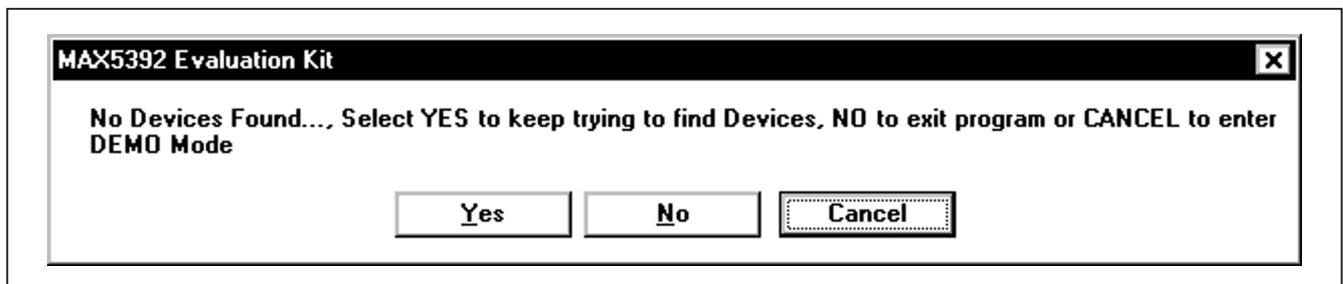 MAX5392 Evaluation Kit
No Devices Found..., Select YES to keep trying to find Devices, NO to exit program or CANCEL to enter
DEMO Mode
Yes No Cancel